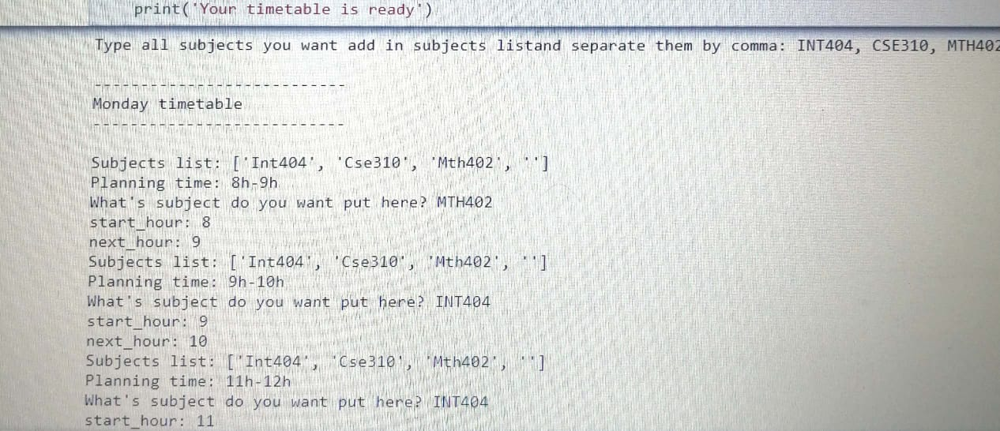 print('Your timetable is ready')
Type all subjects you want add in subjects listand separate them by comma: INT404, CSE310, MTH402
---------------------------
Monday timetable
---------------------------
Subjects list: ['Int404', 'Cse310', 'Mth402', '']
Planning time: 8h-9h
What's subject do you want put here? MTH402
start_hour: 8
next_hour: 9
Subjects list: ['Int404', 'Cse310', 'Mth402', '']
Planning time: 9h-10h
What's subject do you want put here? INT404
start_hour: 9
next_hour: 10
Subjects list: ['Int404', 'Cse310', 'Mth402', '']
Planning time: 11h-12h
What's subject do you want put here? INT404
start_hour: 11